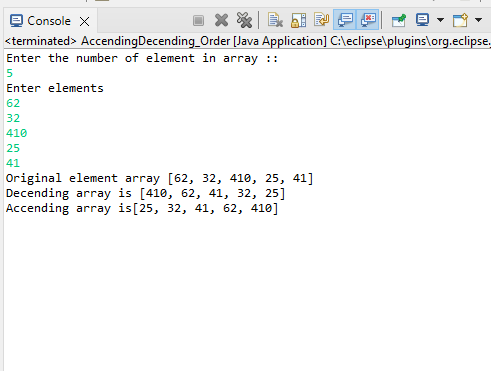 Console
<terminated> AccendingDecending_Order [Java Application] C:\eclipse\plugins\org.eclipse.
Enter the number of element in array ::
5
Enter elements
62
32
410
25
41
Original element array [62, 32, 410, 25, 41]
Decending array is [410, 62, 41, 32, 25]
Accending array is[25, 32, 41, 62, 410]